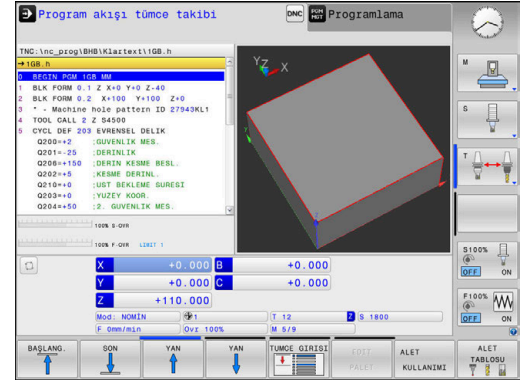 Program akışı tümce takibi
DNC PGM MGT Programlama
TNC:\nc_prog\BHB\Klartext\1GB.h
→1GB.h
0 BEGIN PGM 1GB MM
1 BLK FORM 0.1 Z X+0 Y+0 Z-40
2 BLK FORM 0.2 X+100 Y+100 Z+0
3 * - Machine hole pattern ID 27943KL1
4 TOOL CALL 2 Z S4500
5 CYCL DEF 203 EVRENSEL DELIK
Q200=+2 ;GUVENLIK MES.
Q201=-25 ;DERINLIK
Q206=+150 ;DERIN KESME BESL.
Q202=+5 ;KESME DERINL.
Q210=+0 ;UST BEKLEME SURESI
Q203=+0 ;YUZEY KOOR.
Q204=+50 ;2. GUVENLIK MES.
Y Z X
100% S-OVR
100% F-OVR LIMIT 1
X +0.000 B +0.000
Y +0.000 C +0.000
Z +110.000
Mod: NOMİN 1 T 12 Z S 1800
F 0mm/min Ovr 100% M 5/9
M
S
T
S100%
OFF ON
F100%
OFF ON
BAŞLANG.
SON
YAN
YAN
TUMCE GIRISI
EDIT PALET
ALET KULLANIMI
ALET TABLOSU